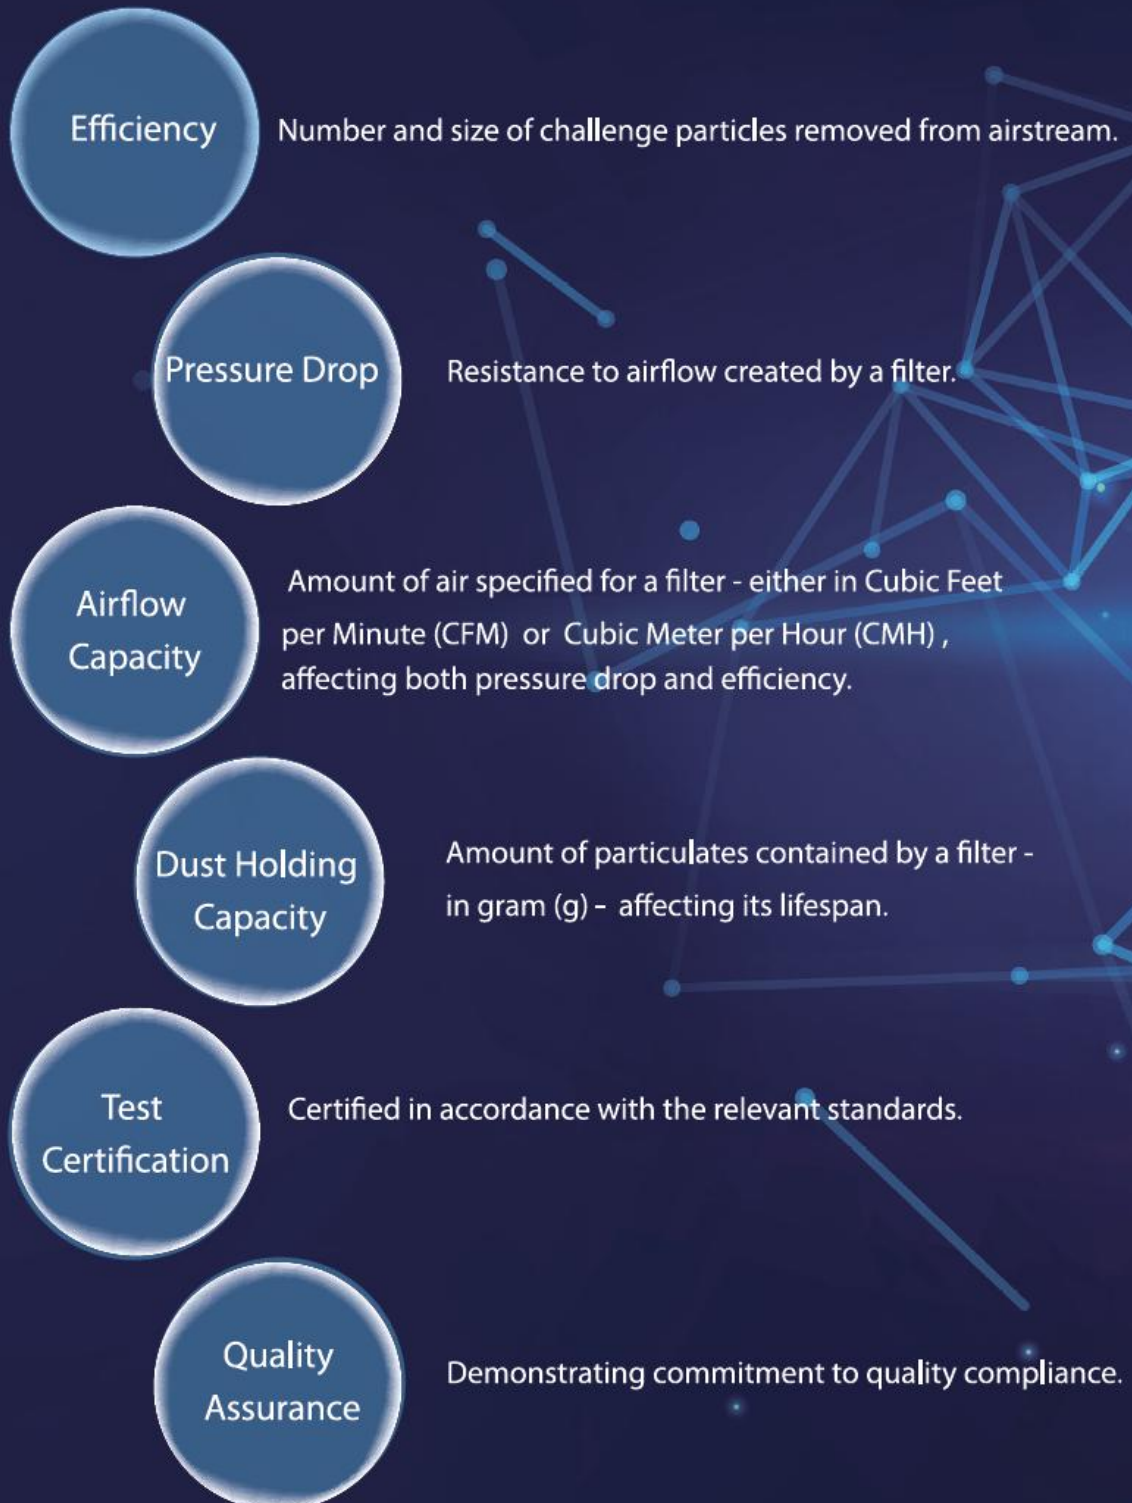 Efficiency
Number and size of challenge particles removed from airstream.
Pressure Drop
Resistance to airflow created by a filter.
Airflow
Capacity
Amount of air specified for a filter - either in Cubic Feet
per Minute (CFM) or Cubic Meter per Hour (CMH) ,
affecting both pressure drop and efficiency.
Dust Holding
Capacity
Amount of particulates contained by a filter -
in gram (g) – affecting its lifespan.
Test
Certification
Certified in accordance with the relevant standards.
Quality
Assurance
Demonstrating commitment to quality compliance.